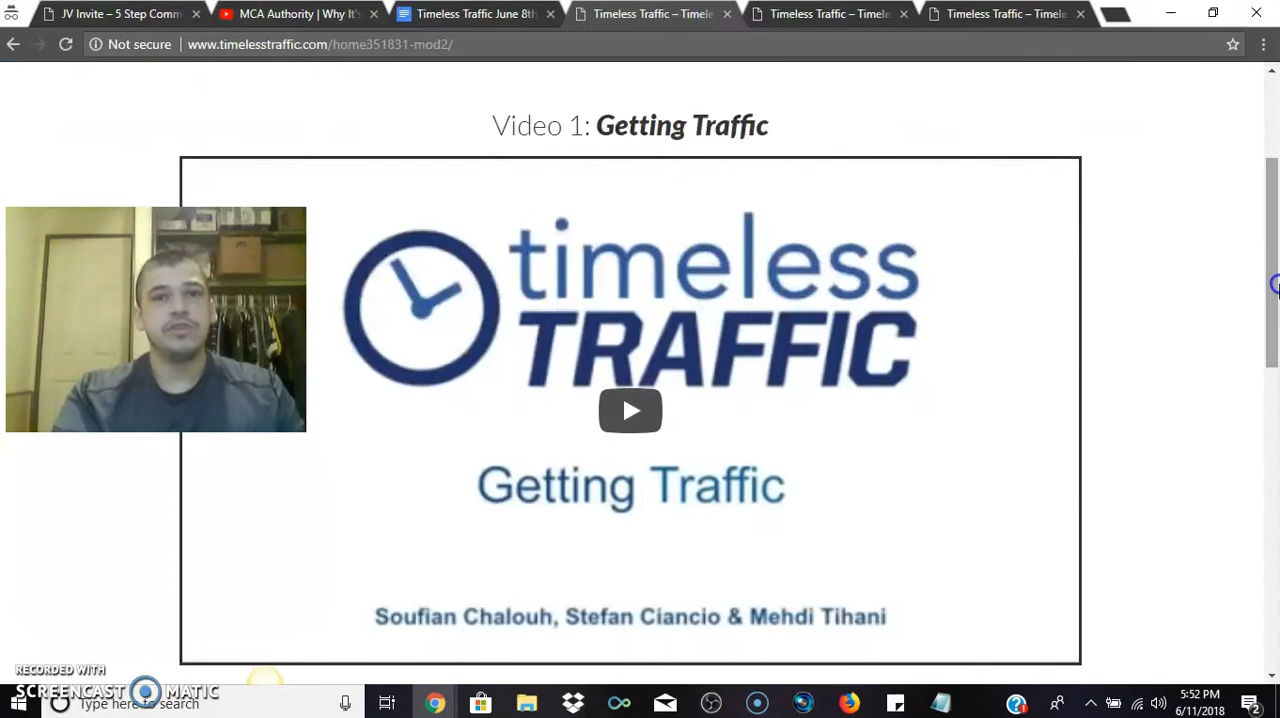 JV Invite – 5 Step Comm
MCA Authority | Why It's
Timeless Traffic June 8th
Timeless Traffic – Timele
Timeless Traffic – Timele
Timeless Traffic – Timele
Not secure | www.timelesstraffic.com/home351831-mod2/
Video 1: Getting Traffic
timeless
TRAFFIC
Getting Traffic
Soufian Chalouh, Stefan Ciancio & Mehdi Tihani
RECORDED WITH
SCREENCAST MATIC
Type here to search
5:52 PM
6/11/2018
2